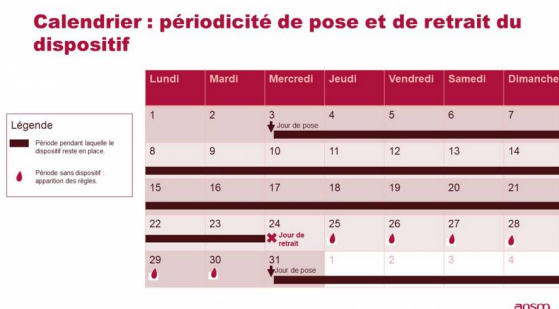 Calendrier : périodicité de pose et de retrait du
dispositif
Lundi Mardi Mercredi Jeudi Vendredi Samedi Dimanche
1 2 3 4 5 6 7
Jour de pose
Légende
Période pendant laquelle le
dispositif reste en place.
Période sans dispositif :
apparition des règles.
8 9 10 11 12 13 14
15 16 17 18 19 20 21
22 23 24 25 26 27 28
Jour de
retrait
29 30 31 1 2 3 4
Jour de pose
ansm